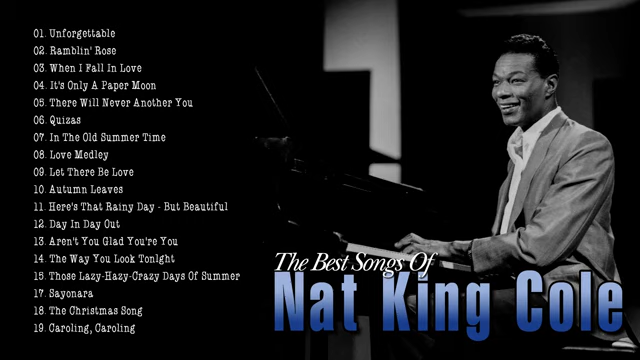 01. Unforgettable
02. Ramblin' Rose
03. When I Fall In Love
04. It's Only A Paper Moon
05. There Will Never Another You
06. Quizas
07. In The Old Summer Time
08. Love Medley
09. Let There Be Love
10. Autumn Leaves
11. Here's That Rainy Day - But Beautiful
12. Day In Day Out
13. Aren't You Glad You're You
14. The Way You Look Tonlght
15. Those Lazy-Hazy-Crazy Days Of Summer
17. Sayonara
18. The Christmas Song
19. Caroling, Caroling
The Best Songs Of
Nat King Cole